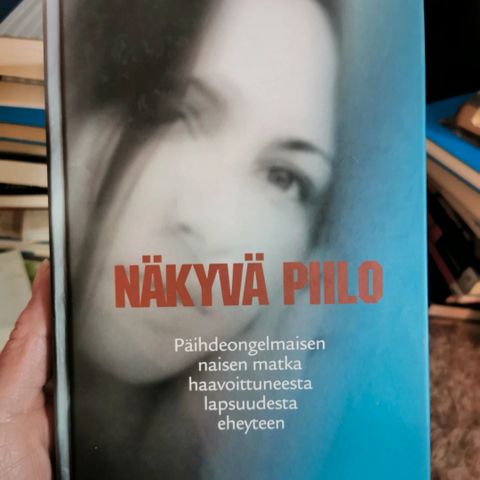 NÄKYVÄ PIILO
Päihdeongelmaisen
naisen matka
haavoittuneesta
lapsuudesta
eheyteen